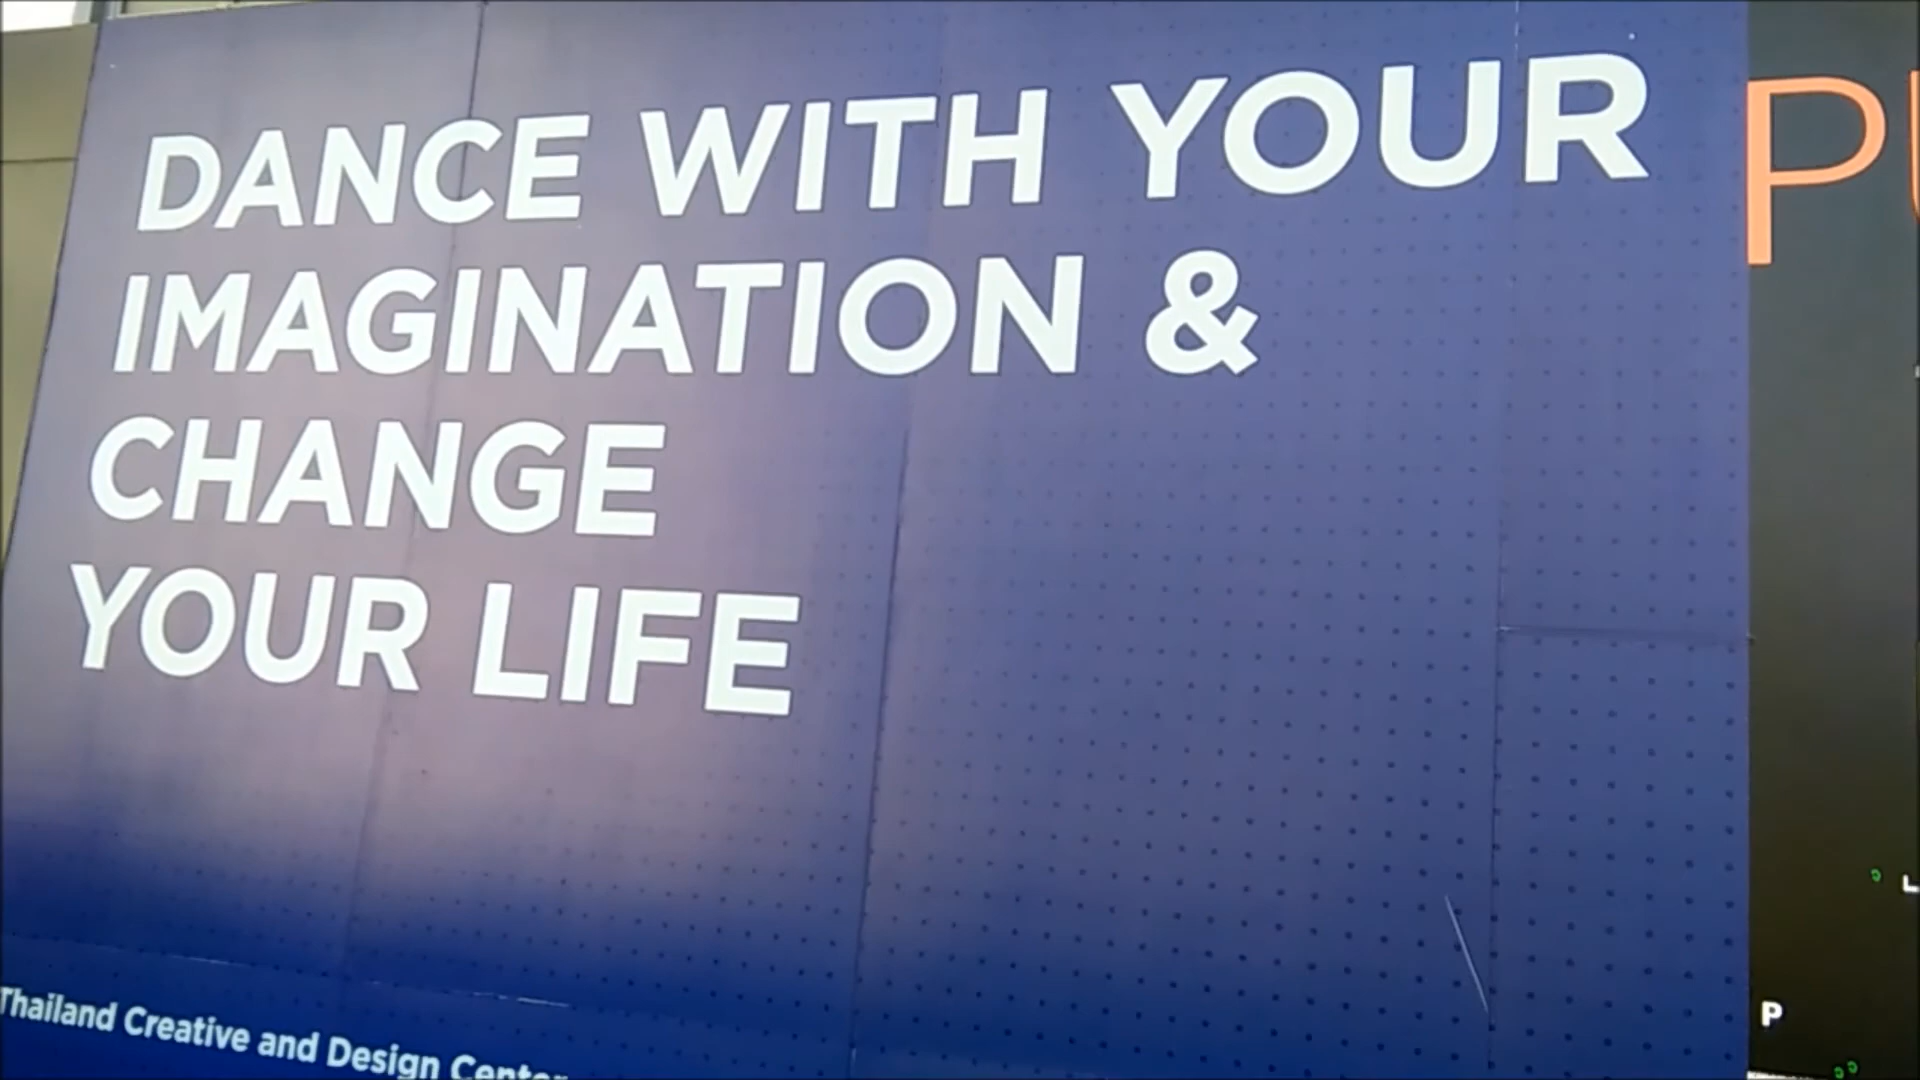 DANCE WITH YOUR
IMAGINATION &
CHANGE
YOUR LIFE
Thailand Creative and Design Center
P